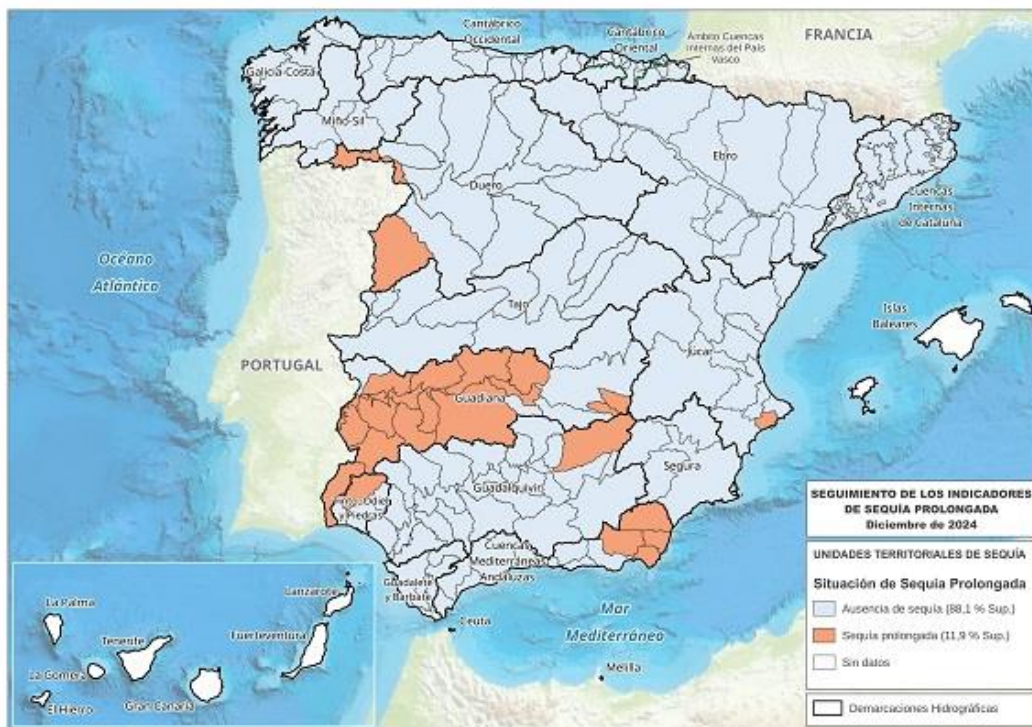 Cantábrico
Occidental
Cantábrico
Oriental
Ámbito Cuencas
Internas del País
Vasco
FRANCIA
Galicia-Costa
Miño-Sil
Ebro
Duero
Cuencas
Internas
de Cataluña
Océano
Atlántico
Tajo
Islas
Baleares
PORTUGAL
Júcar
Guadiana
Segura
Guadalquivir
Tinto, Odiel
y Piedras
Cuencas
Mediterráneas
Andaluzas
Guadalete
y Barbate
Ceuta
Mar
Mediterráneo
Melilla
Lanzarote
La Palma
Fuerteventura
Tenerife
La Gomera
El Hierro
Gran Canaria
SEGUIMIENTO DE LOS INDICADORES
DE SEQUÍA PROLONGADA
Diciembre de 2024
UNIDADES TERRITORIALES DE SEQUÍA
Situación de Sequía Prolongada
Ausencia de sequía (88,1 % Sup.)
Sequía prolongada (11,9 % Sup.)
Sin datos
Demarcaciones Hidrográficas